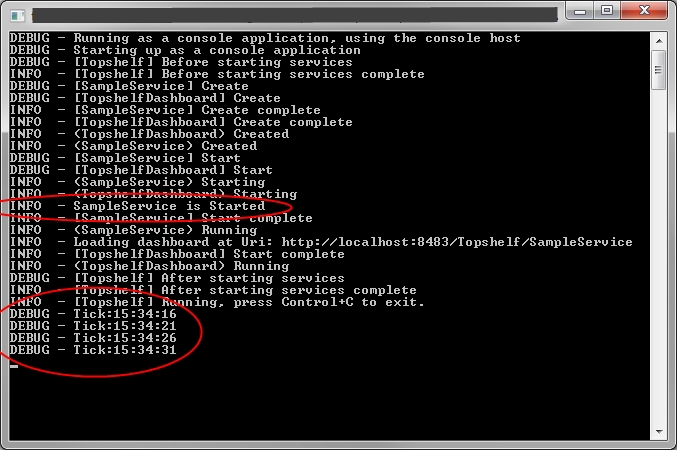 DEBUG - Running as a console application, using the console host
DEBUG - Starting up as a console application
DEBUG - [Topshelf] Before starting services
INFO  - [Topshelf] Before starting services complete
DEBUG - [SampleService] Create
DEBUG - [TopshelfDashboard] Create
INFO  - [SampleService] Create complete
INFO  - [TopshelfDashboard] Create complete
INFO  - (TopshelfDashboard) Created
INFO  - (SampleService) Created
DEBUG - [SampleService] Start
DEBUG - [TopshelfDashboard] Start
INFO  - (SampleService) Starting
INFO  - (TopshelfDashboard) Starting
INFO  - SampleService is Started
INFO  - [SampleService] Start complete
INFO  - (SampleService) Running
INFO  - Loading dashboard at Uri: http://localhost:8483/Topshelf/SampleService
INFO  - [TopshelfDashboard] Start complete
INFO  - (TopshelfDashboard) Running
DEBUG - [Topshelf] After starting services
INFO  - [Topshelf] After starting services complete
INFO  - [Topshelf] Running, press Control+C to exit.
DEBUG - Tick:15:34:16
DEBUG - Tick:15:34:21
DEBUG - Tick:15:34:26
DEBUG - Tick:15:34:31